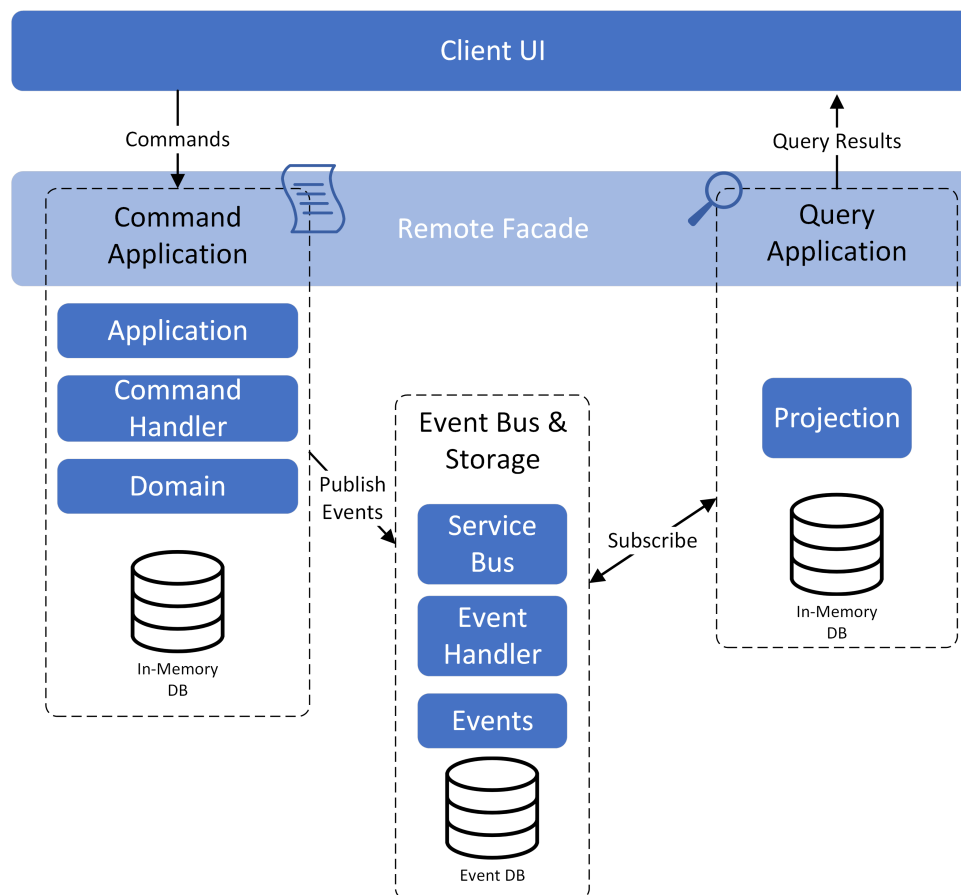 Client UI
Commands
Query Results
Command
Application
Remote Facade
Query
Application
Application
Command
Handler
Domain
In-Memory
DB
Publish
Events
Event Bus &
Storage
Service
Bus
Event
Handler
Events
Event DB
Subscribe
Projection
In-Memory
DB